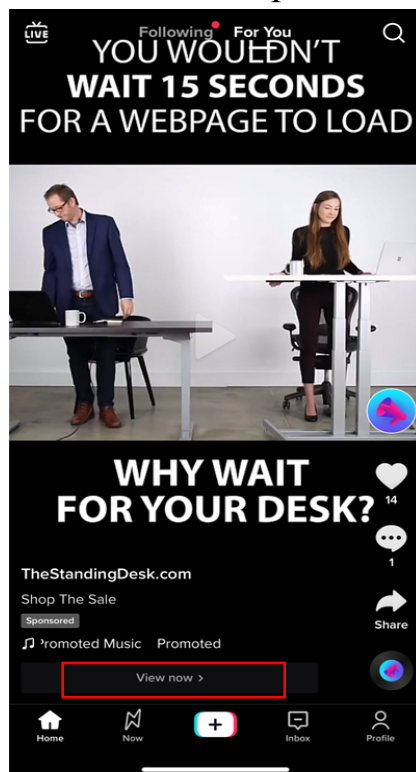 LIVE
Following For You
YOU WOULDN'T
WAIT 15 SECONDS
FOR A WEBPAGE TO LOAD
WHY WAIT
FOR YOUR DESK?
14
1
TheStandingDesk.com
Shop The Sale
Sponsored
Share
Promoted Music Promoted
View now >
Home
Now
Inbox
Profile